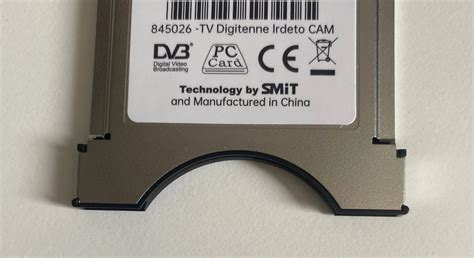 845026 -TV Digitenne Irdeto CAM
DVB
Digital Video
Broadcasting
PC
Card
CE
Technology by SMiT
and Manufactured in China